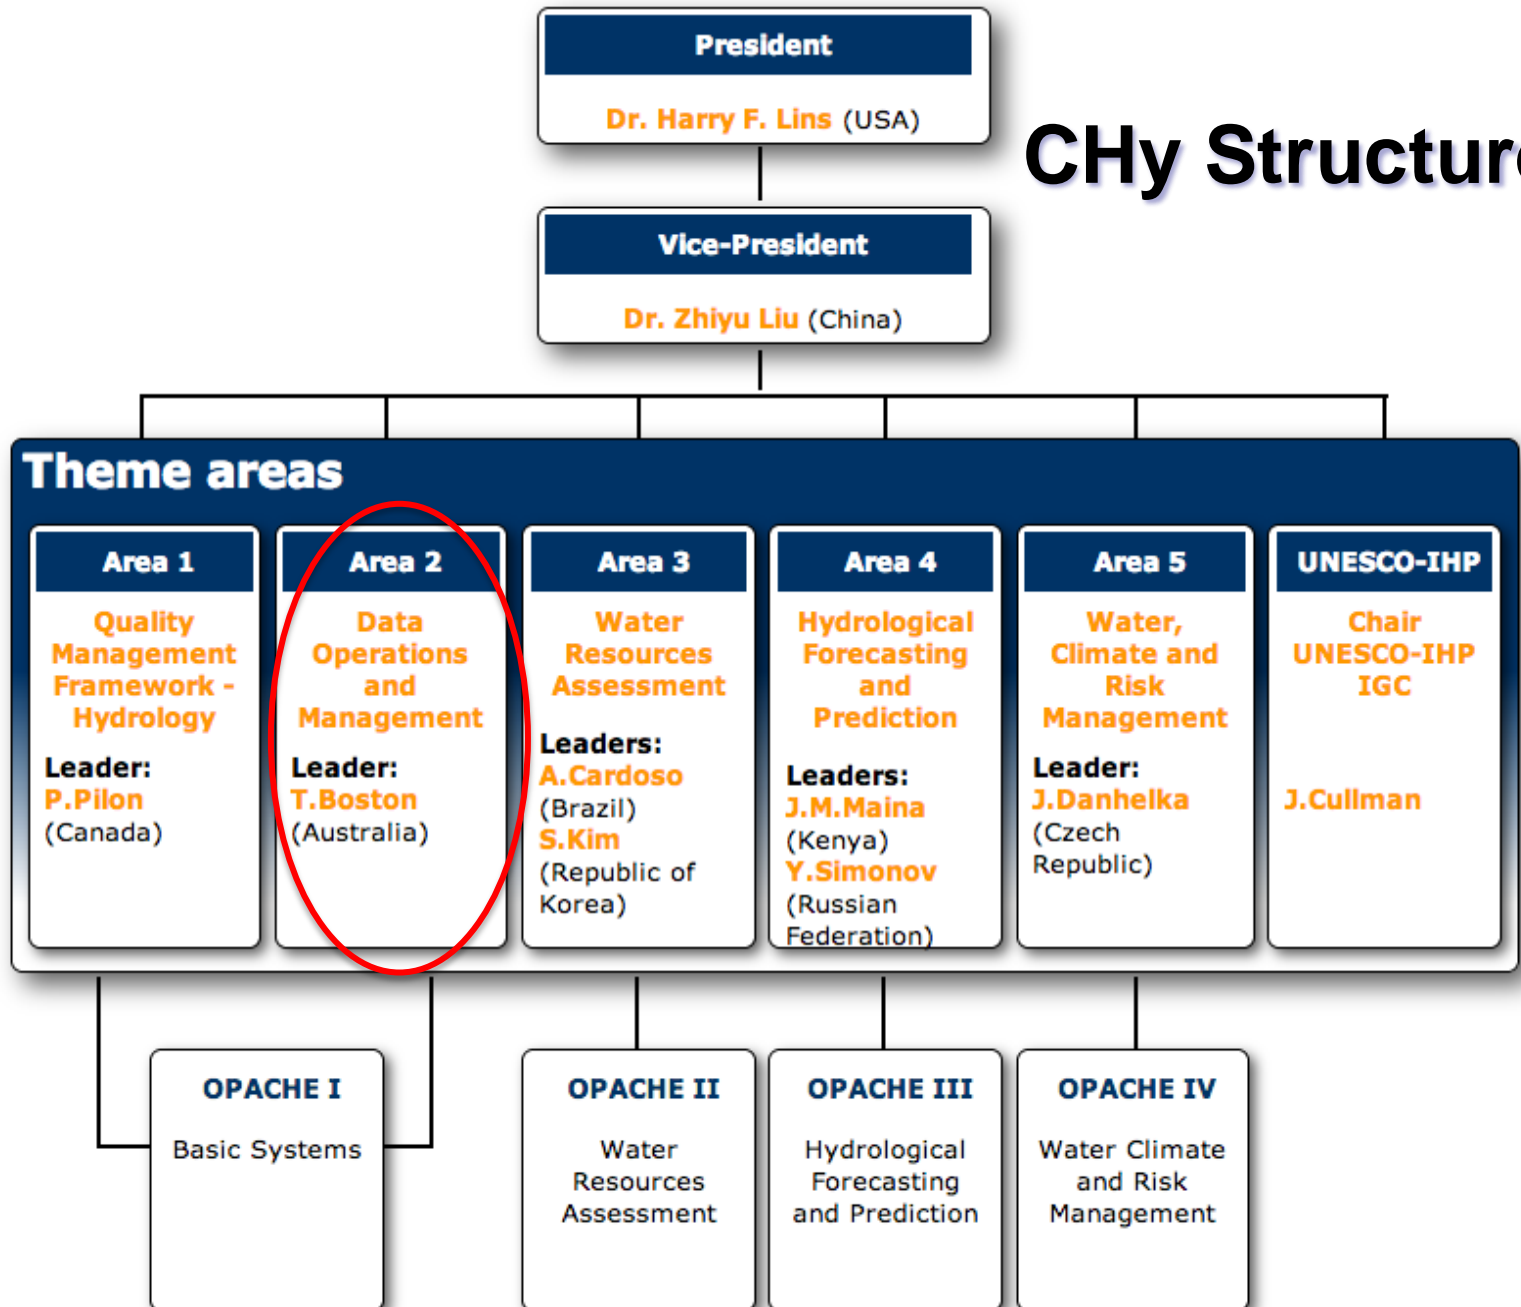 President
Dr. Harry F. Lins (USA)
CHy Structure
Vice-President
Dr. Zhiyu Liu (China)
Theme areas
Area 1
Quality
Management
Framework -
Hydrology
Leader:
P.Pilon
(Canada)
Area 2
Data
Operations
and
Management
Leader:
T.Boston
(Australia)
Area 3
Water
Resources
Assessment
Leaders:
A.Cardoso
(Brazil)
S.Kim
(Republic of
Korea)
Area 4
Hydrological
Forecasting
and
Prediction
Leaders:
J.M.Maina
(Kenya)
Y.Simonov
(Russian
Federation)
Area 5
Water,
Climate and
Risk
Management
Leader:
J.Danhelka
(Czech
Republic)
UNESCO-IHP
Chair
UNESCO-IHP
IGC
J.Cullman
OPACHE I
Basic Systems
OPACHE II
Water
Resources
Assessment
OPACHE III
Hydrological
Forecasting
and Prediction
OPACHE IV
Water Climate
and Risk
Management